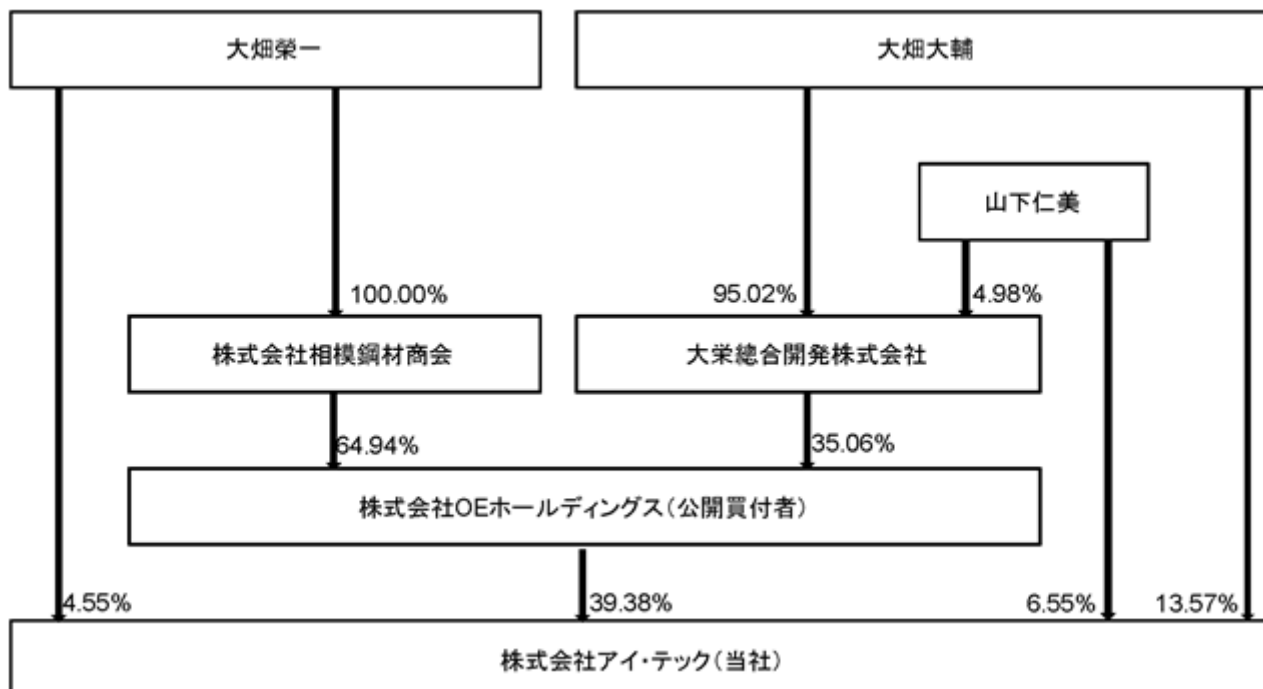 大畑榮一
大畑大輔
山下仁美
100.00%
95.02%
4.98%
株式会社相模鋼材商会
大栄總合開発株式会社
64.94%
35.06%
株式会社OEホールディングス(公開買付者)
4.55%
39.38%
6.55%
13.57%
株式会社アイ・テック(当社)